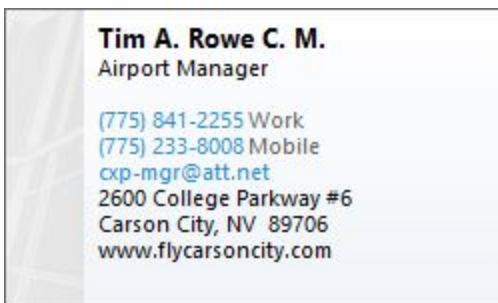 Tim A. Rowe C. M.
Airport Manager
(775) 841-2255 Work
(775) 233-8008 Mobile
cxp-mgr@att.net
2600 College Parkway #6
Carson City, NV  89706
www.flycarsoncity.com